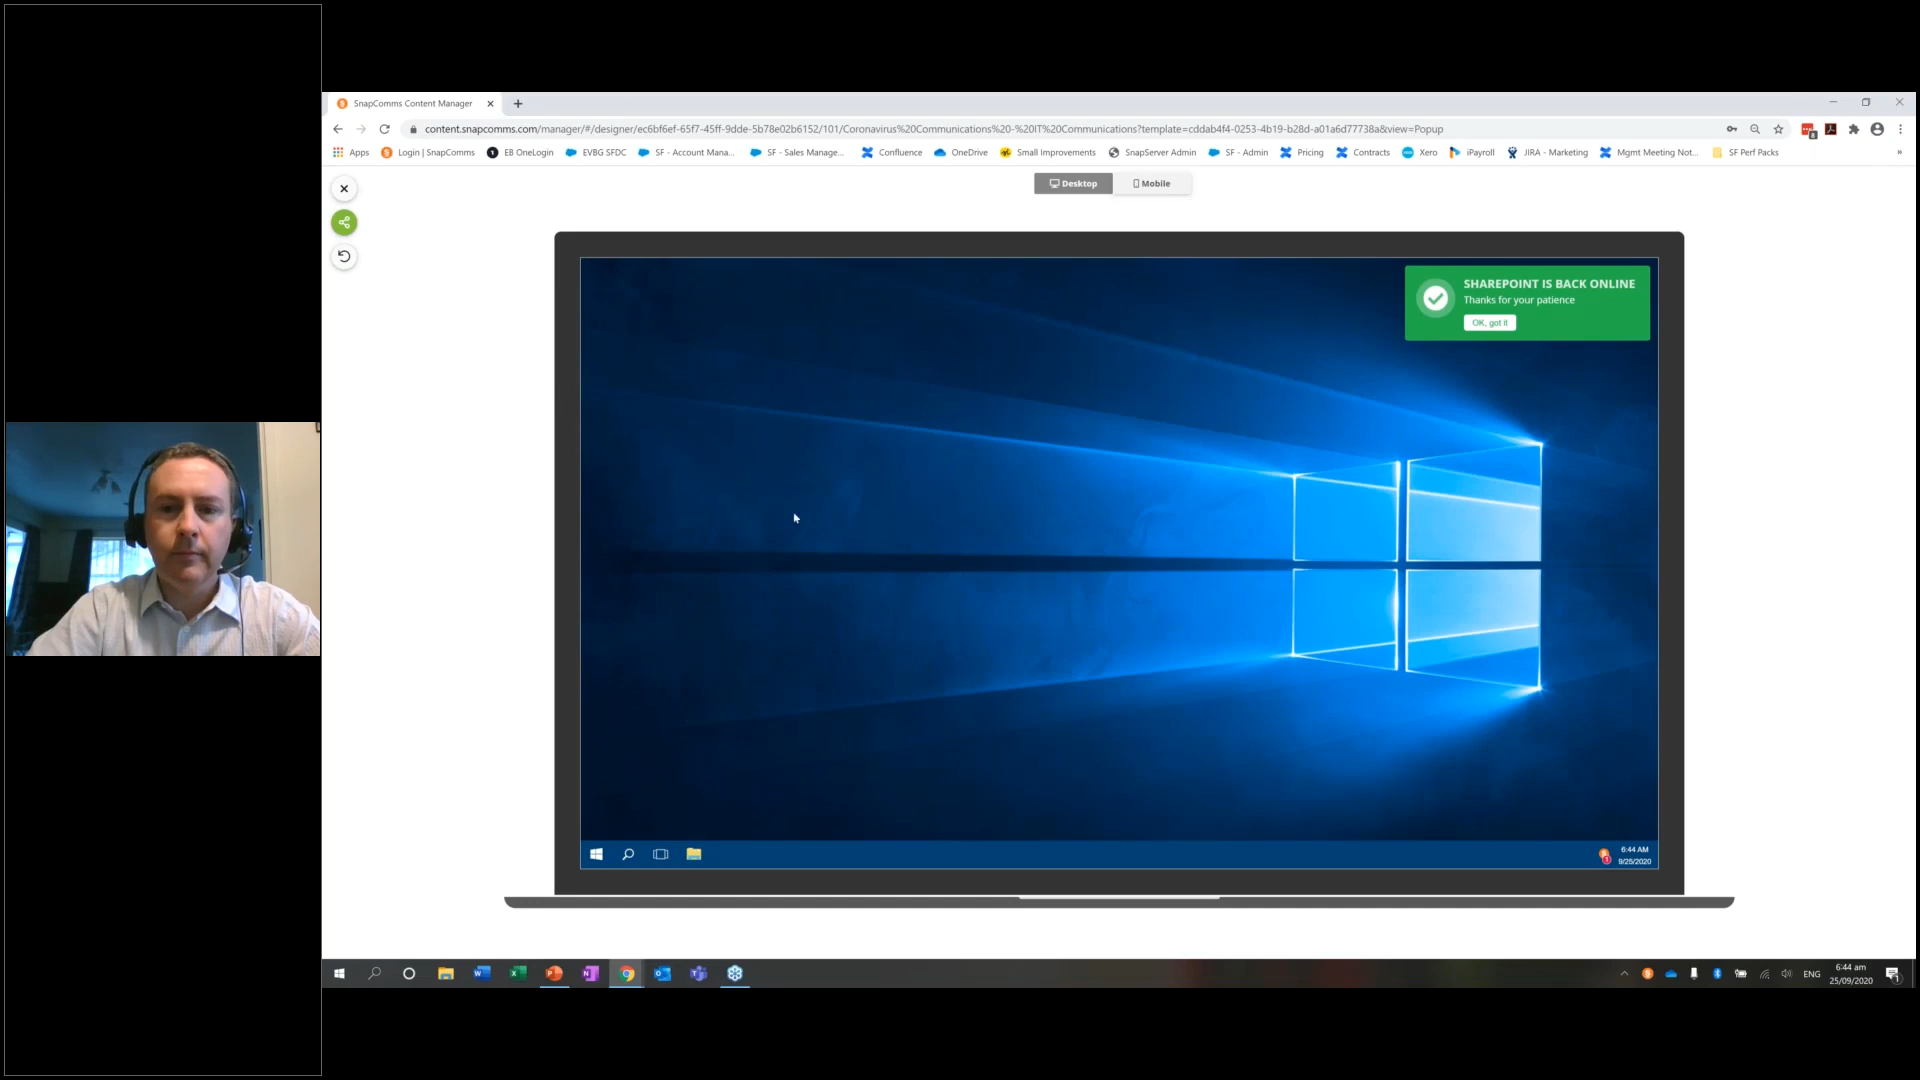 SnapComms Content Manager
content.snapcomms.com/manager/#/designer/ec6bf6ef-65f7-45ff-9dde-5b78e02b6152/101/Coronavirus%20Communications%20-%20IT%20Communications?template=cddab4f4-0253-4b19-b28d-a01a6d77738a&view=Popup
Apps Login | SnapComms EB OneLogin EVBG SFDC SF - Account Mana... SF - Sales Manage... Confluence OneDrive Small Improvements SnapServer Admin SF - Admin Pricing Contracts Xero iPayroll JIRA - Marketing Mgmt Meeting Not... SF Perf Packs »
Desktop Mobile
SHAREPOINT IS BACK ONLINE
Thanks for your patience
OK, got it
6:44 AM
9/25/2020
ENG
6:44 am
25/09/2020